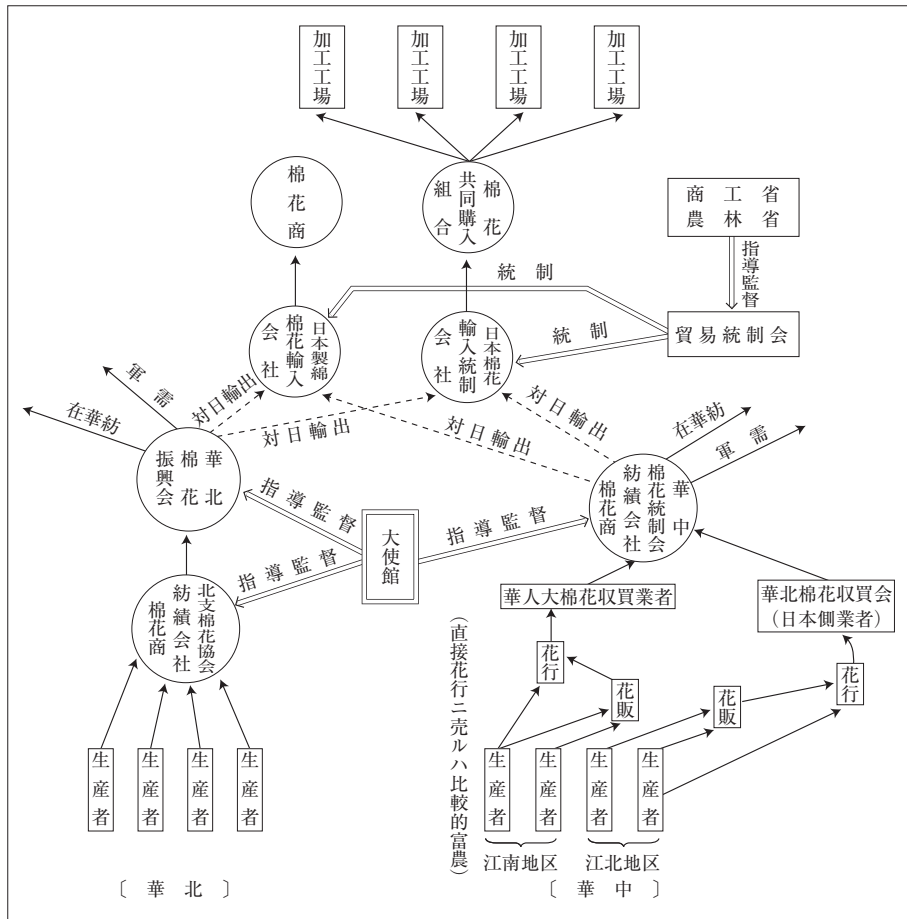 加工工場
加工工場
加工工場
加工工場
棉花商
棉花
共同購入
組合
商工省
農林省
指導監督
貿易統制会
統制
統制
日本製綿
棉花輸入
会社
日本棉花
輸入統制
会社
軍需
在華紡
対日輸出
対日輸出
対日輸出
対日輸出
在華紡
軍需
華北
棉花
振興会
華中
棉花統制会
紡績会社
棉花商
大使館
指導監督
指導監督
指導監督
北支棉花協会
紡績会社
棉花商
華人大棉花収買業者
華北棉花収買会
(日本側業者)
花行
花販
花販
花行
(直接花行ニ売ルハ比較的富農)
生産者
生産者
生産者
生産者
生産者
生産者
生産者
生産者
江南地区
江北地区
〔華北〕
〔華中〕